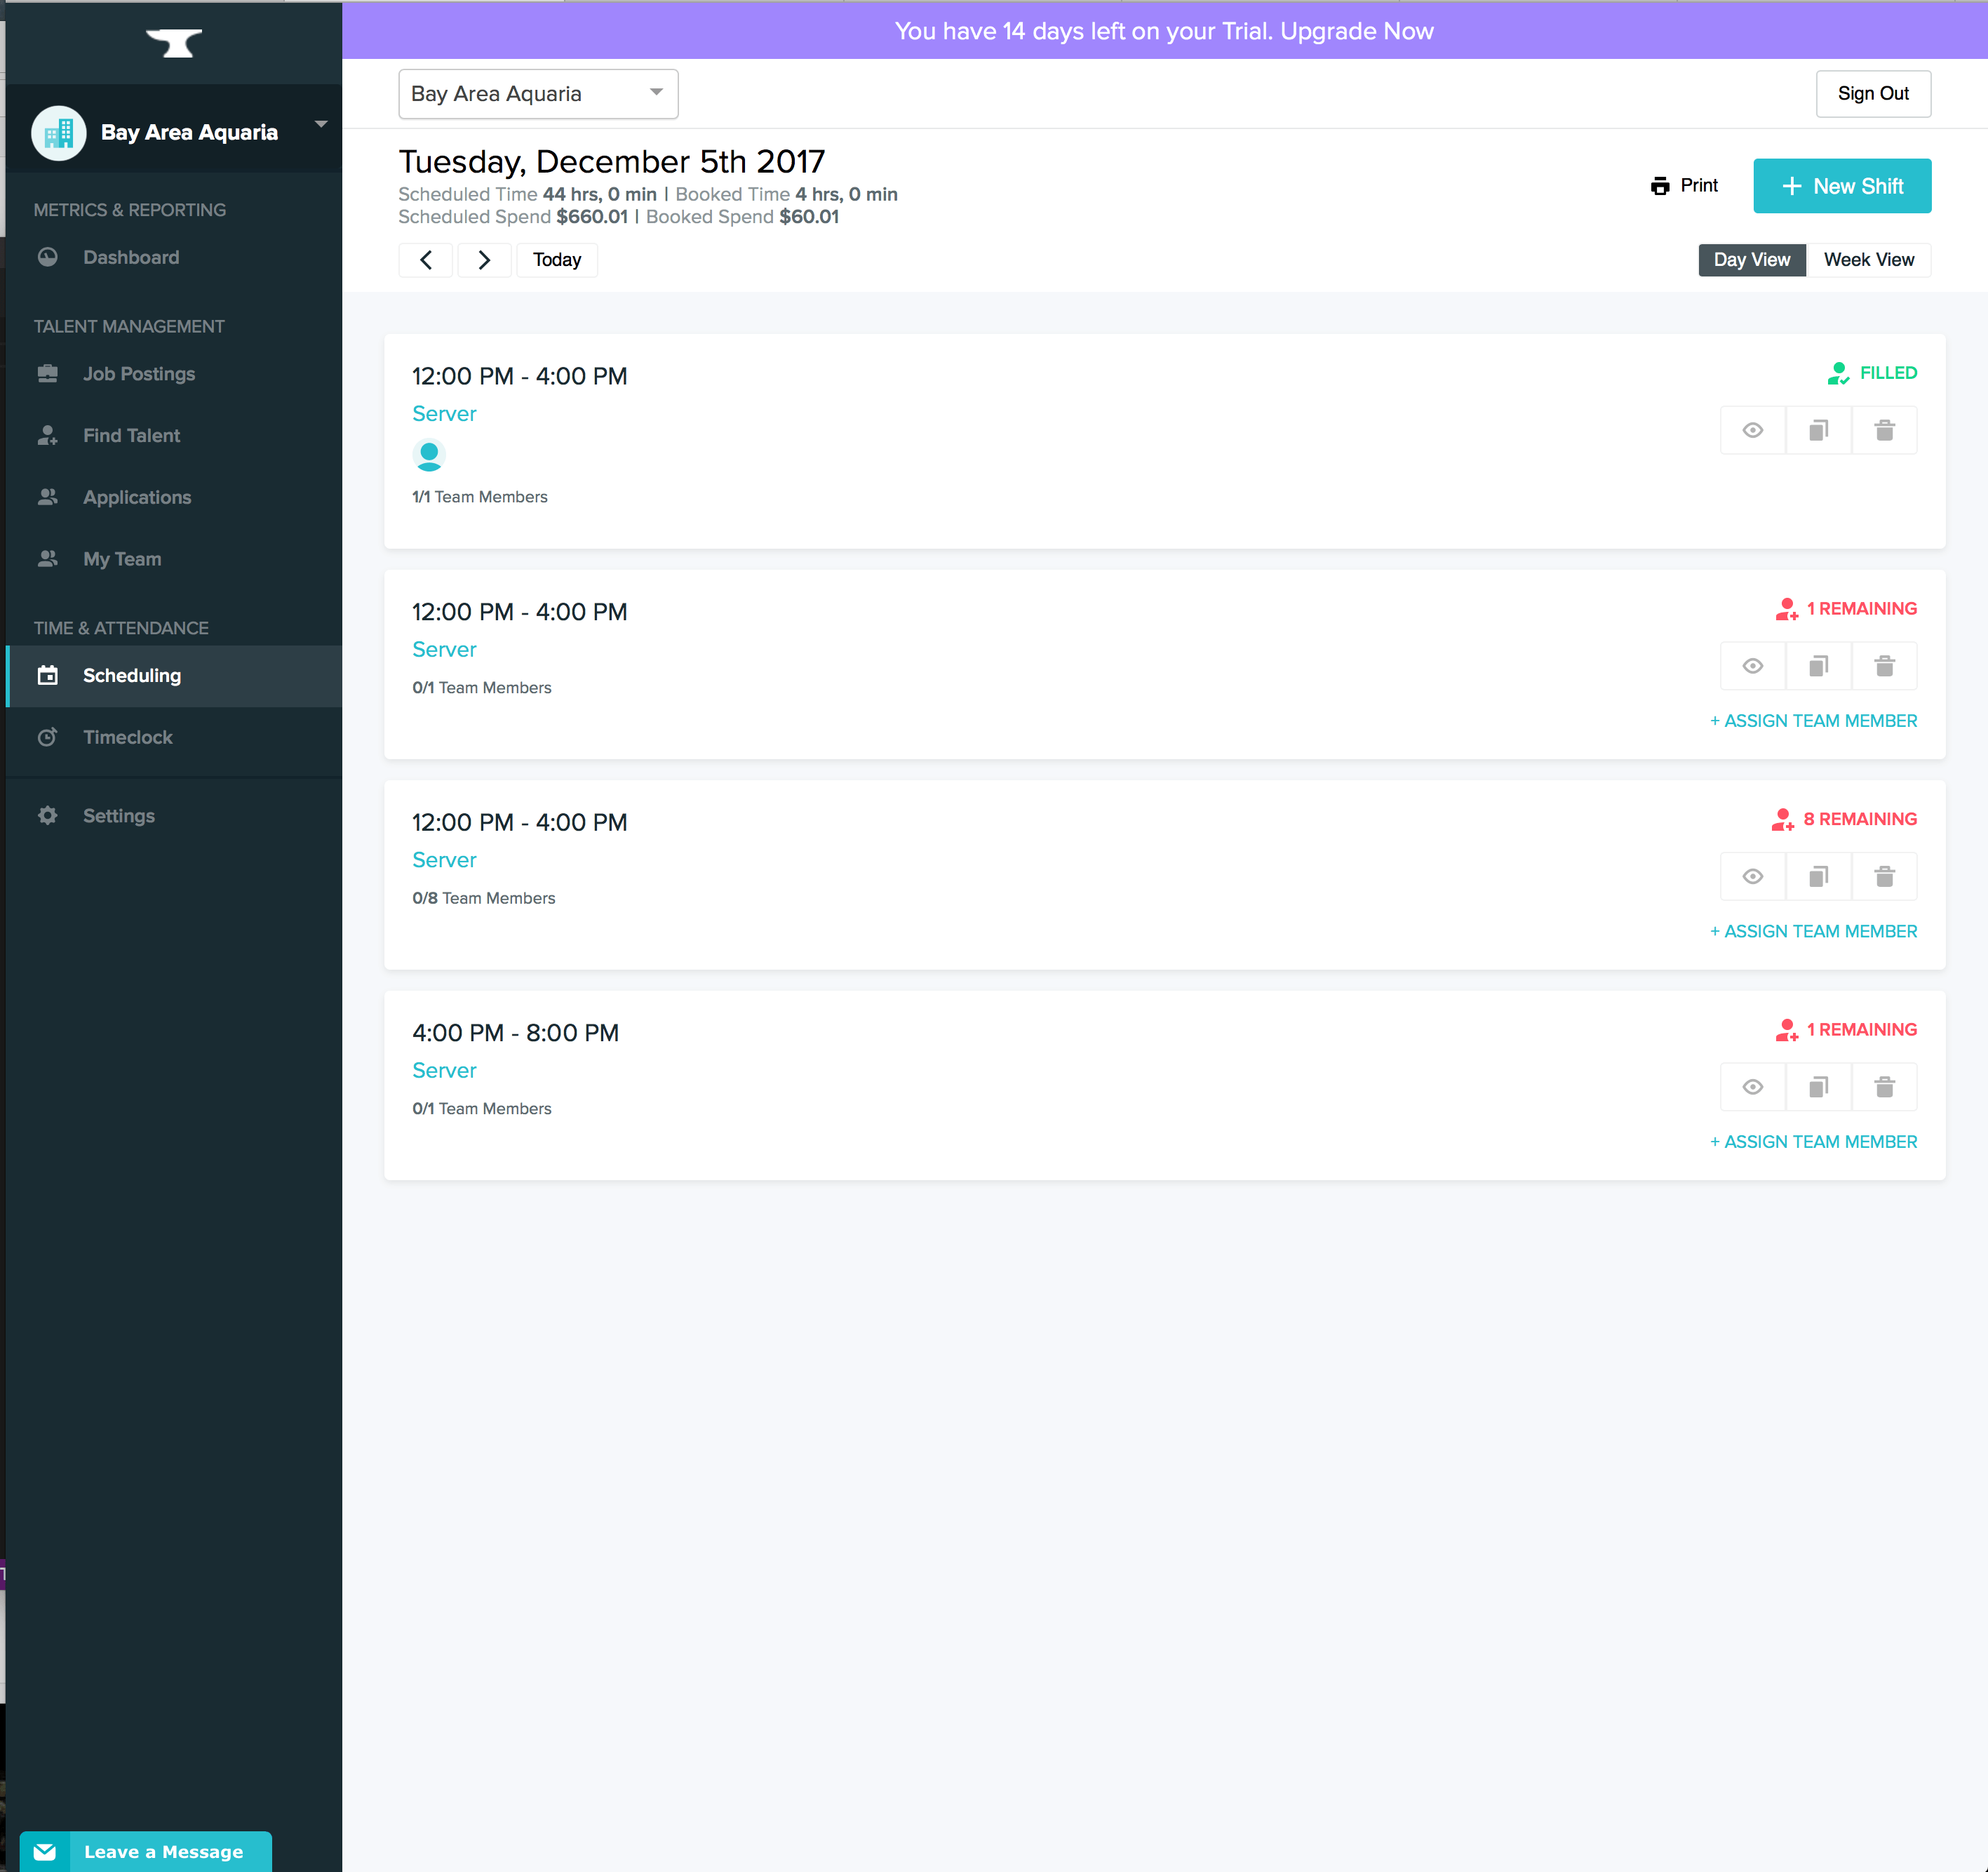 You have 14 days left on your Trial. Upgrade Now
Bay Area Aquaria
Sign Out
Bay Area Aquaria
METRICS & REPORTING
Dashboard
TALENT MANAGEMENT
Job Postings
Find Talent
Applications
My Team
TIME & ATTENDANCE
Scheduling
Timeclock
Settings
Leave a Message
Tuesday, December 5th 2017
Scheduled Time 44 hrs, 0 min | Booked Time 4 hrs, 0 min
Scheduled Spend $660.01 | Booked Spend $60.01
Print
+ New Shift
Today
Day View
Week View
12:00 PM - 4:00 PM
FILLED
Server
1/1 Team Members
12:00 PM - 4:00 PM
1 REMAINING
Server
0/1 Team Members
+ ASSIGN TEAM MEMBER
12:00 PM - 4:00 PM
8 REMAINING
Server
0/8 Team Members
+ ASSIGN TEAM MEMBER
4:00 PM - 8:00 PM
1 REMAINING
Server
0/1 Team Members
+ ASSIGN TEAM MEMBER